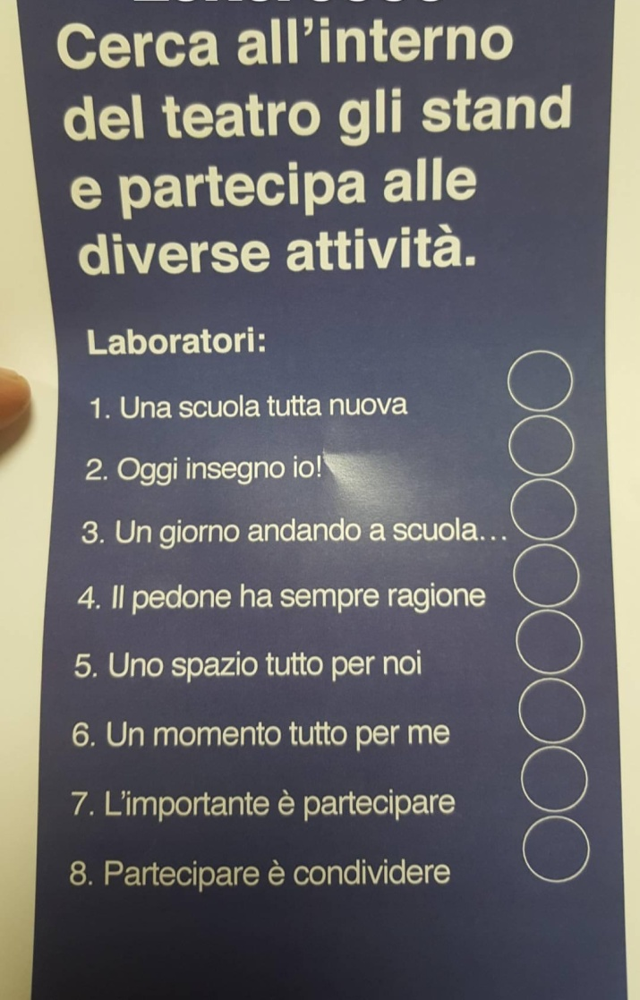 Cerca all'interno
del teatro gli stand
e partecipa alle
diverse attività.
Laboratori:
1. Una scuola tutta nuova
2. Oggi insegno io!
3. Un giorno andando a scuola...
4. Il pedone ha sempre ragione
5. Uno spazio tutto per noi
6. Un momento tutto per me
7. L'importante è partecipare
8. Partecipare è condividere